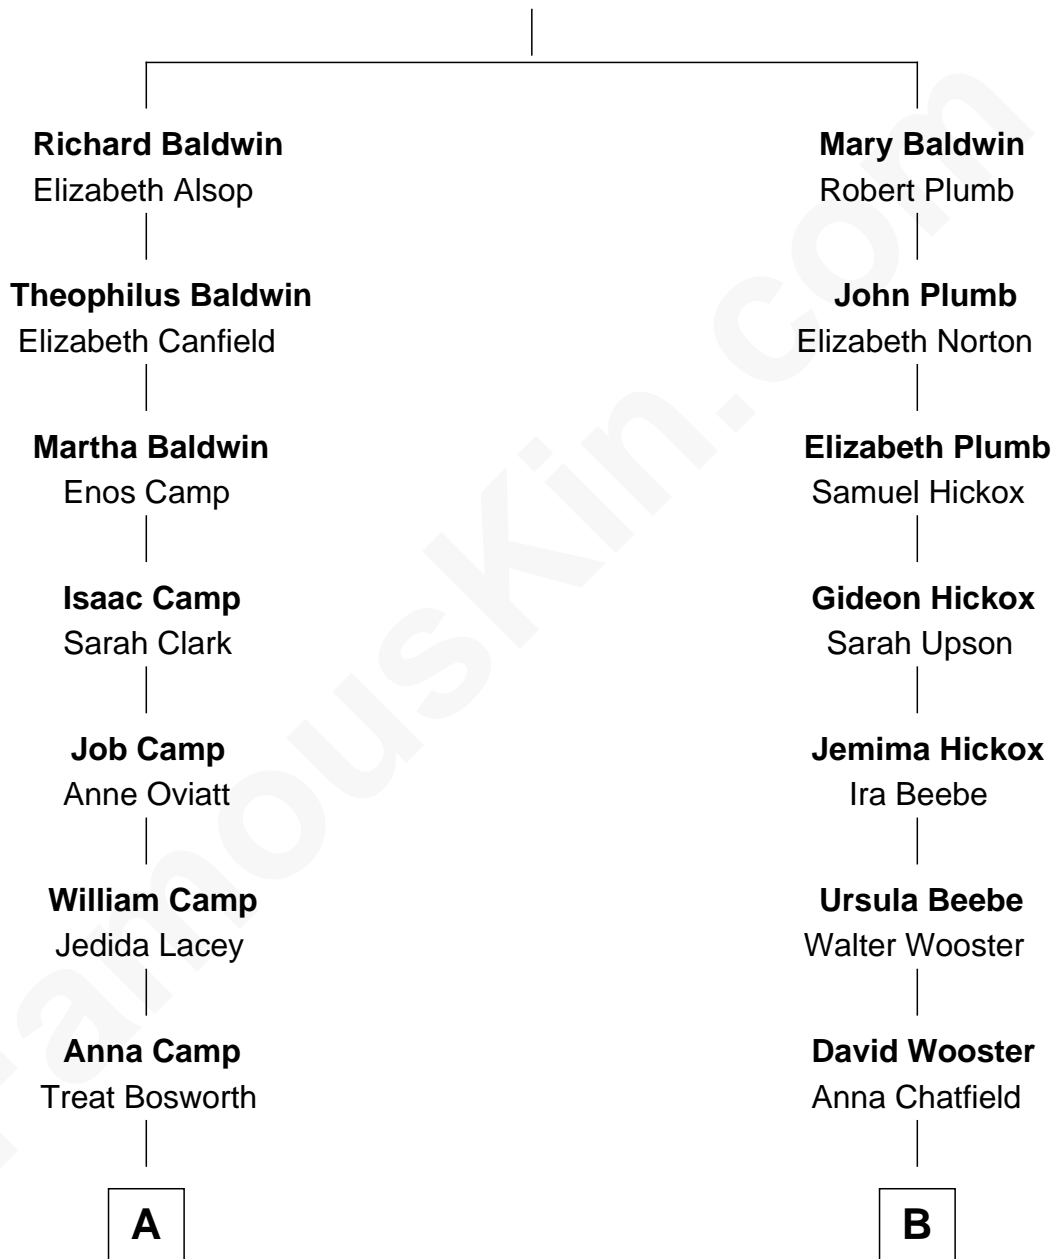 Richard Baldwin
Elizabeth Alsop
Theophilus Baldwin
Elizabeth Canfield
Martha Baldwin
Enos Camp
Isaac Camp
Sarah Clark
Job Camp
Anne Oviatt
William Camp
Jedida Lacey
Anna Camp
Treat Bosworth
A
Mary Baldwin
Robert Plumb
John Plumb
Elizabeth Norton
Elizabeth Plumb
Samuel Hickox
Gideon Hickox
Sarah Upson
Jemima Hickox
Ira Beebe
Ursula Beebe
Walter Wooster
David Wooster
Anna Chatfield
B
FamousKin.com